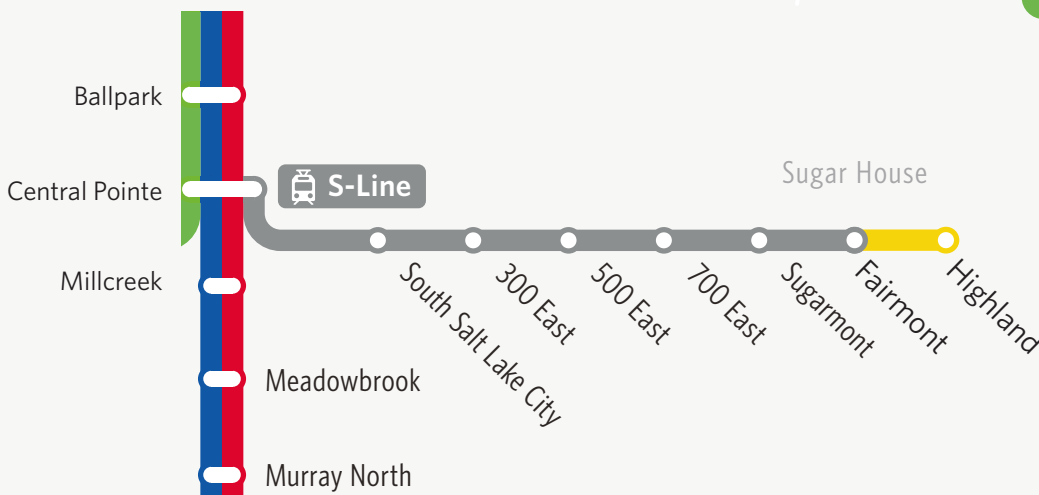 Ballpark
Central Pointe
S-Line
Sugar House
Millcreek
South Salt Lake City
300 East
500 East
700 East
Sugarmont
Fairmont
Highland
Meadowbrook
Murray North